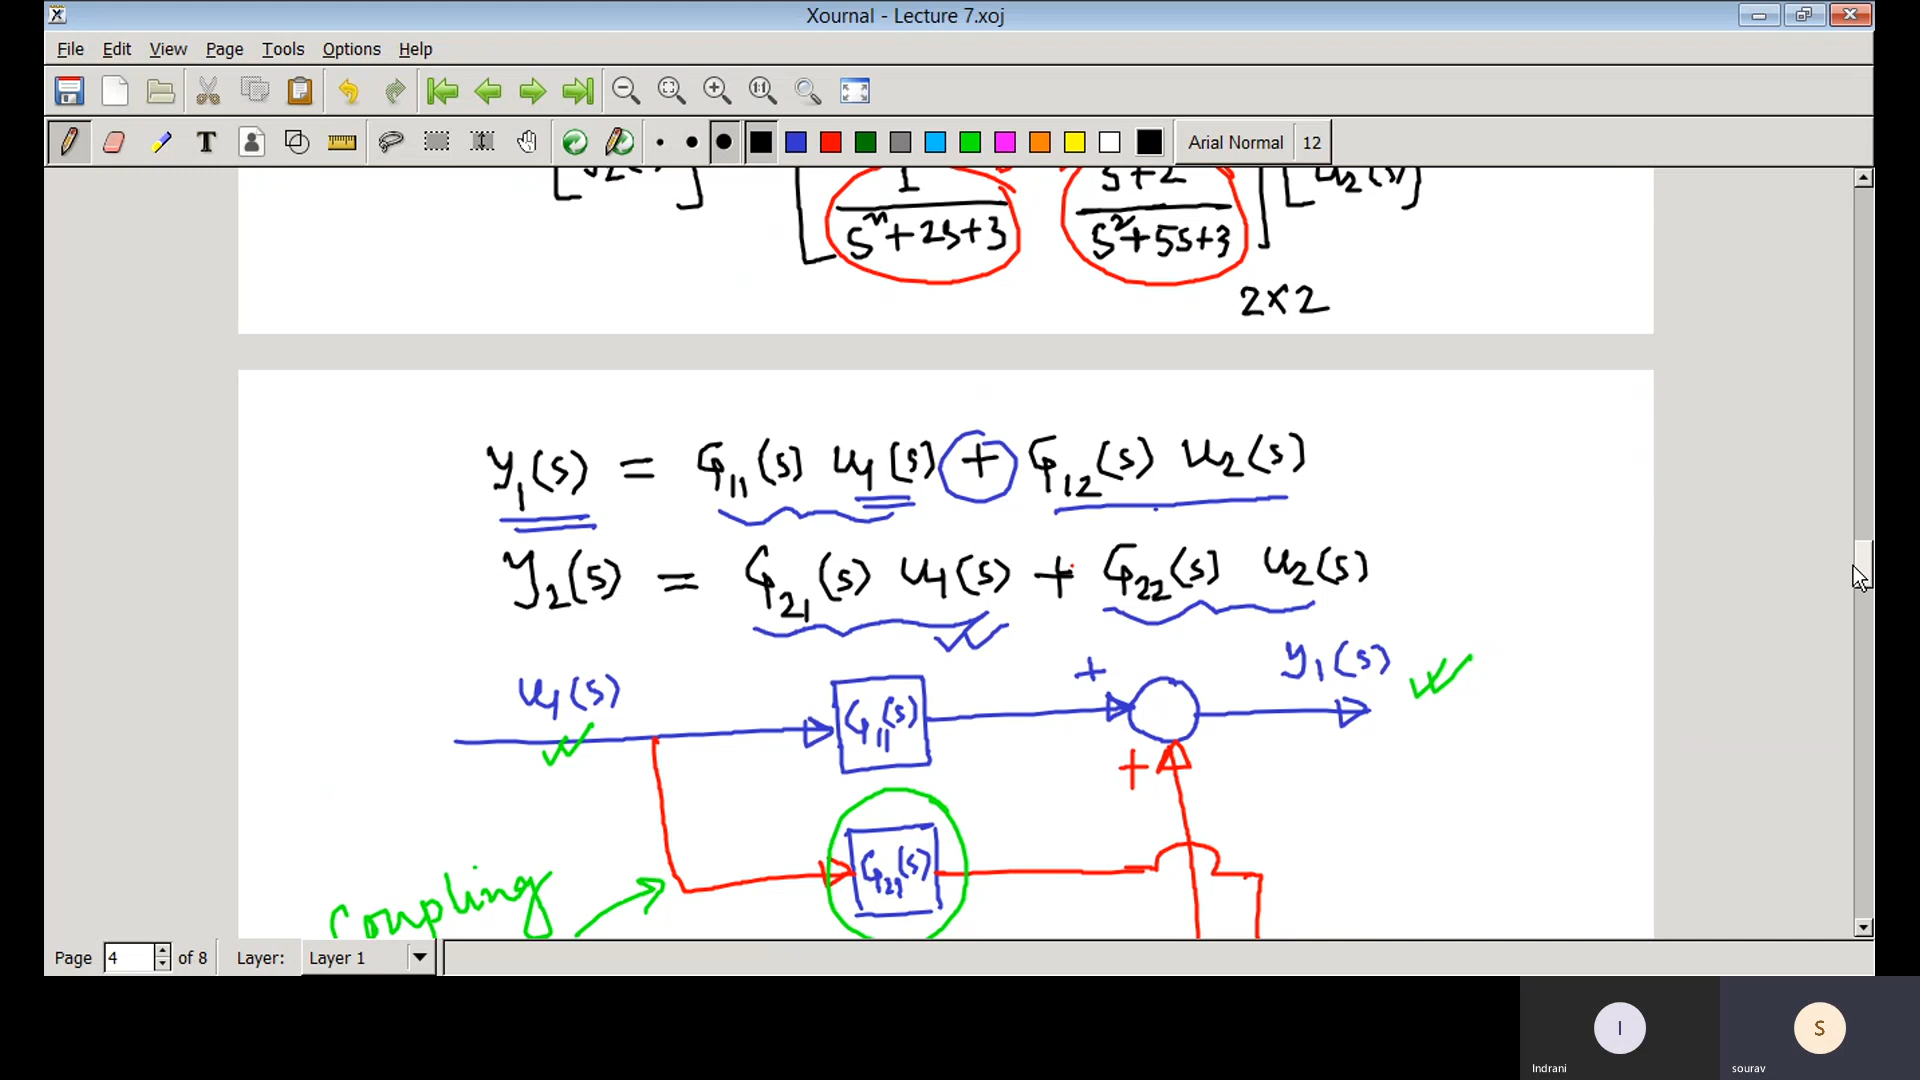 Xournal - Lecture 7.xoj
File Edit View Page Tools Options Help
Arial Normal 12
1
s²+2s+3
s+2
s²+5s+3
u₂(s)
2×2
y₁(s) = G₁₁(s) u₁(s) + G₁₂(s) u₂(s)
y₂(s) = G₂₁(s) u₁(s) + G₂₂(s) u₂(s)
u₁(s)
G₁₁(s)
+
y₁(s)
+
G₂₁(s)
Coupling
Page 4 of 8 Layer: Layer 1
I
S
Indrani
sourav